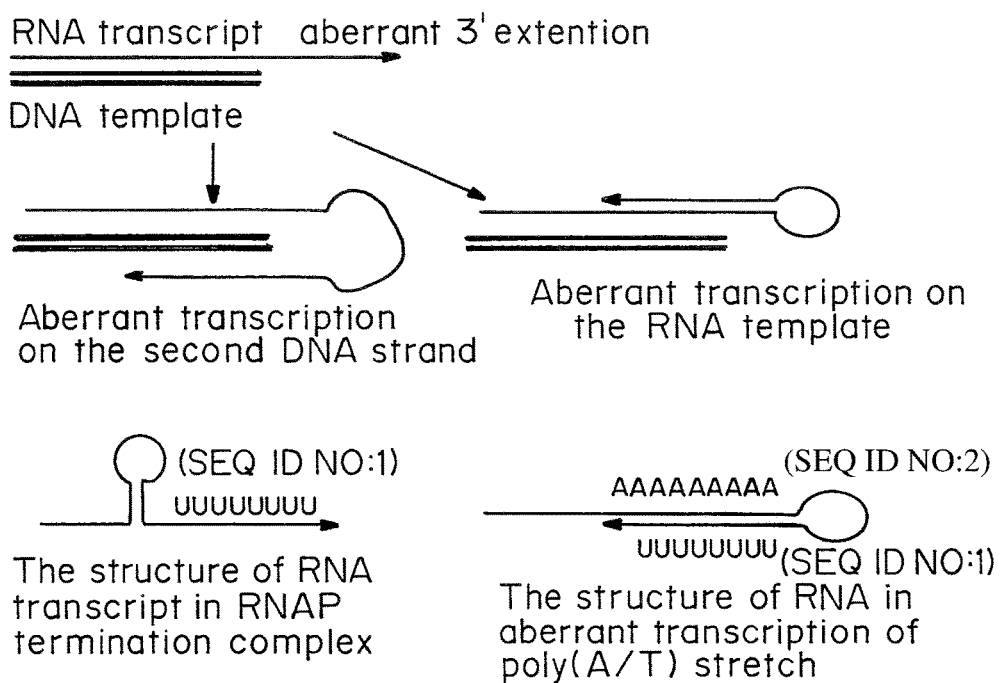 RNA transcript aberrant 3' extention
DNA template
Aberrant transcription
on the second DNA strand
Aberrant transcription on
the RNA template
(SEQ ID NO:1)
UUUUUUUU
The structure of RNA
transcript in RNAP
termination complex
(SEQ ID NO:2)
AAAAAAAAA
UUUUUUUU
(SEQ ID NO:1)
The structure of RNA in
aberrant transcription of
poly(A/T) stretch